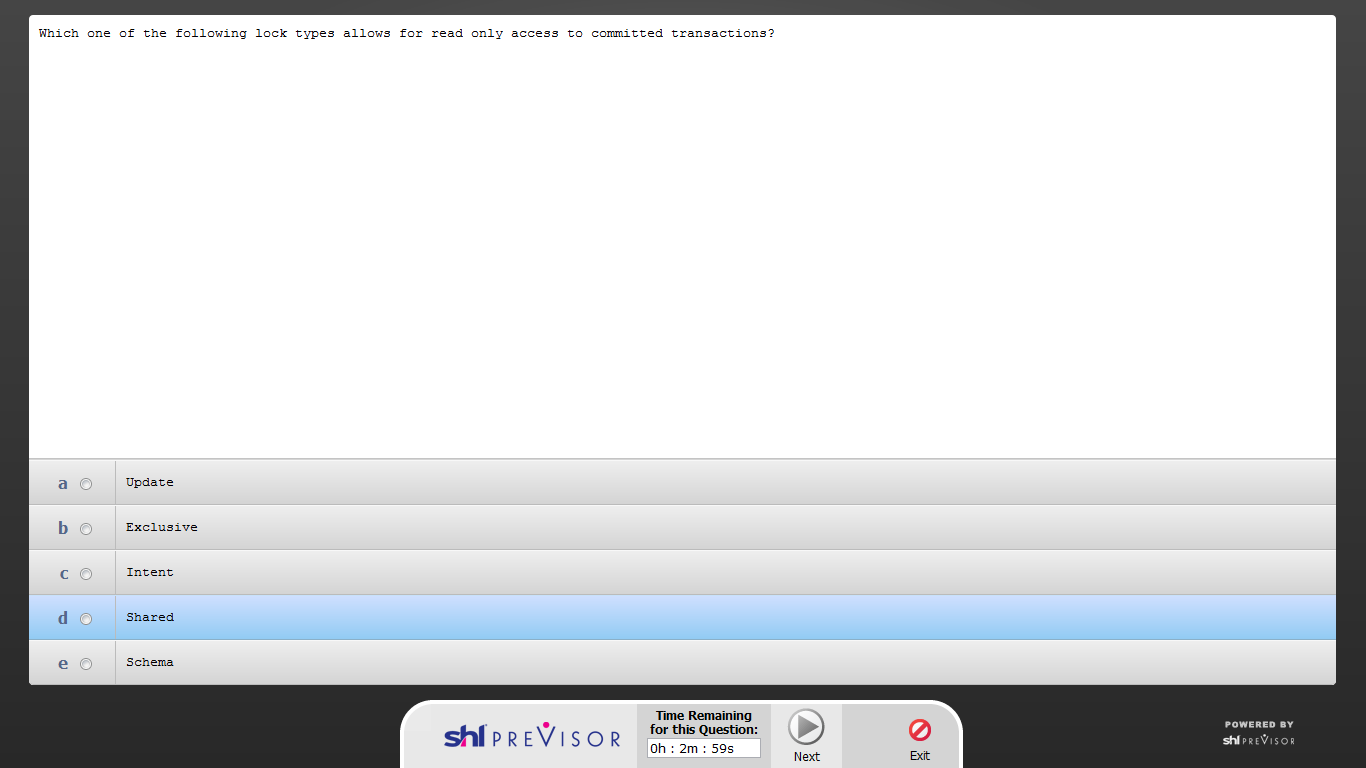 Which one of the following lock types allows for read only access to committed transactions?
a Update
b Exclusive
c Intent
d Shared
e Schema
shl PREVISOR
Time Remaining
for this Question:
0h : 2m : 59s
Next
Exit
POWERED BY
shl PREVISOR